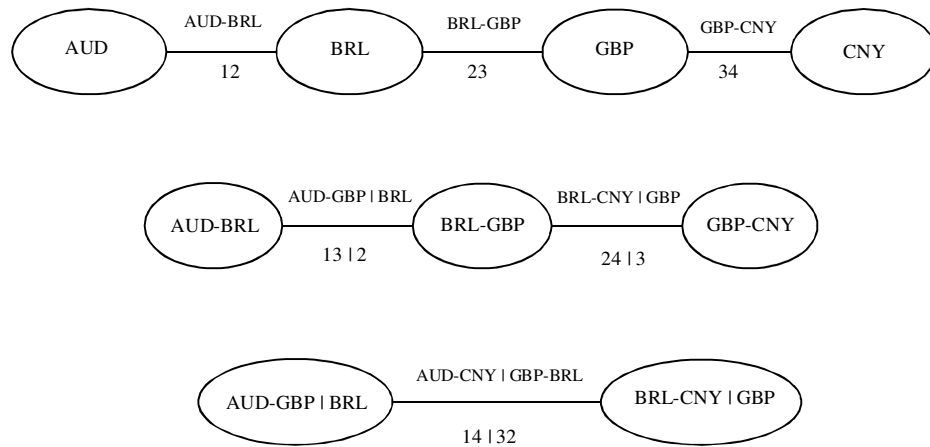 AUD-BRL BRL-GBP GBP-CNY
AUD BRL GBP CNY
12 23 34
AUD-GBP | BRL BRL-CNY | GBP
AUD-BRL BRL-GBP GBP-CNY
13 | 2 24 | 3
AUD-CNY | GBP-BRL
AUD-GBP | BRL BRL-CNY | GBP
14 | 32